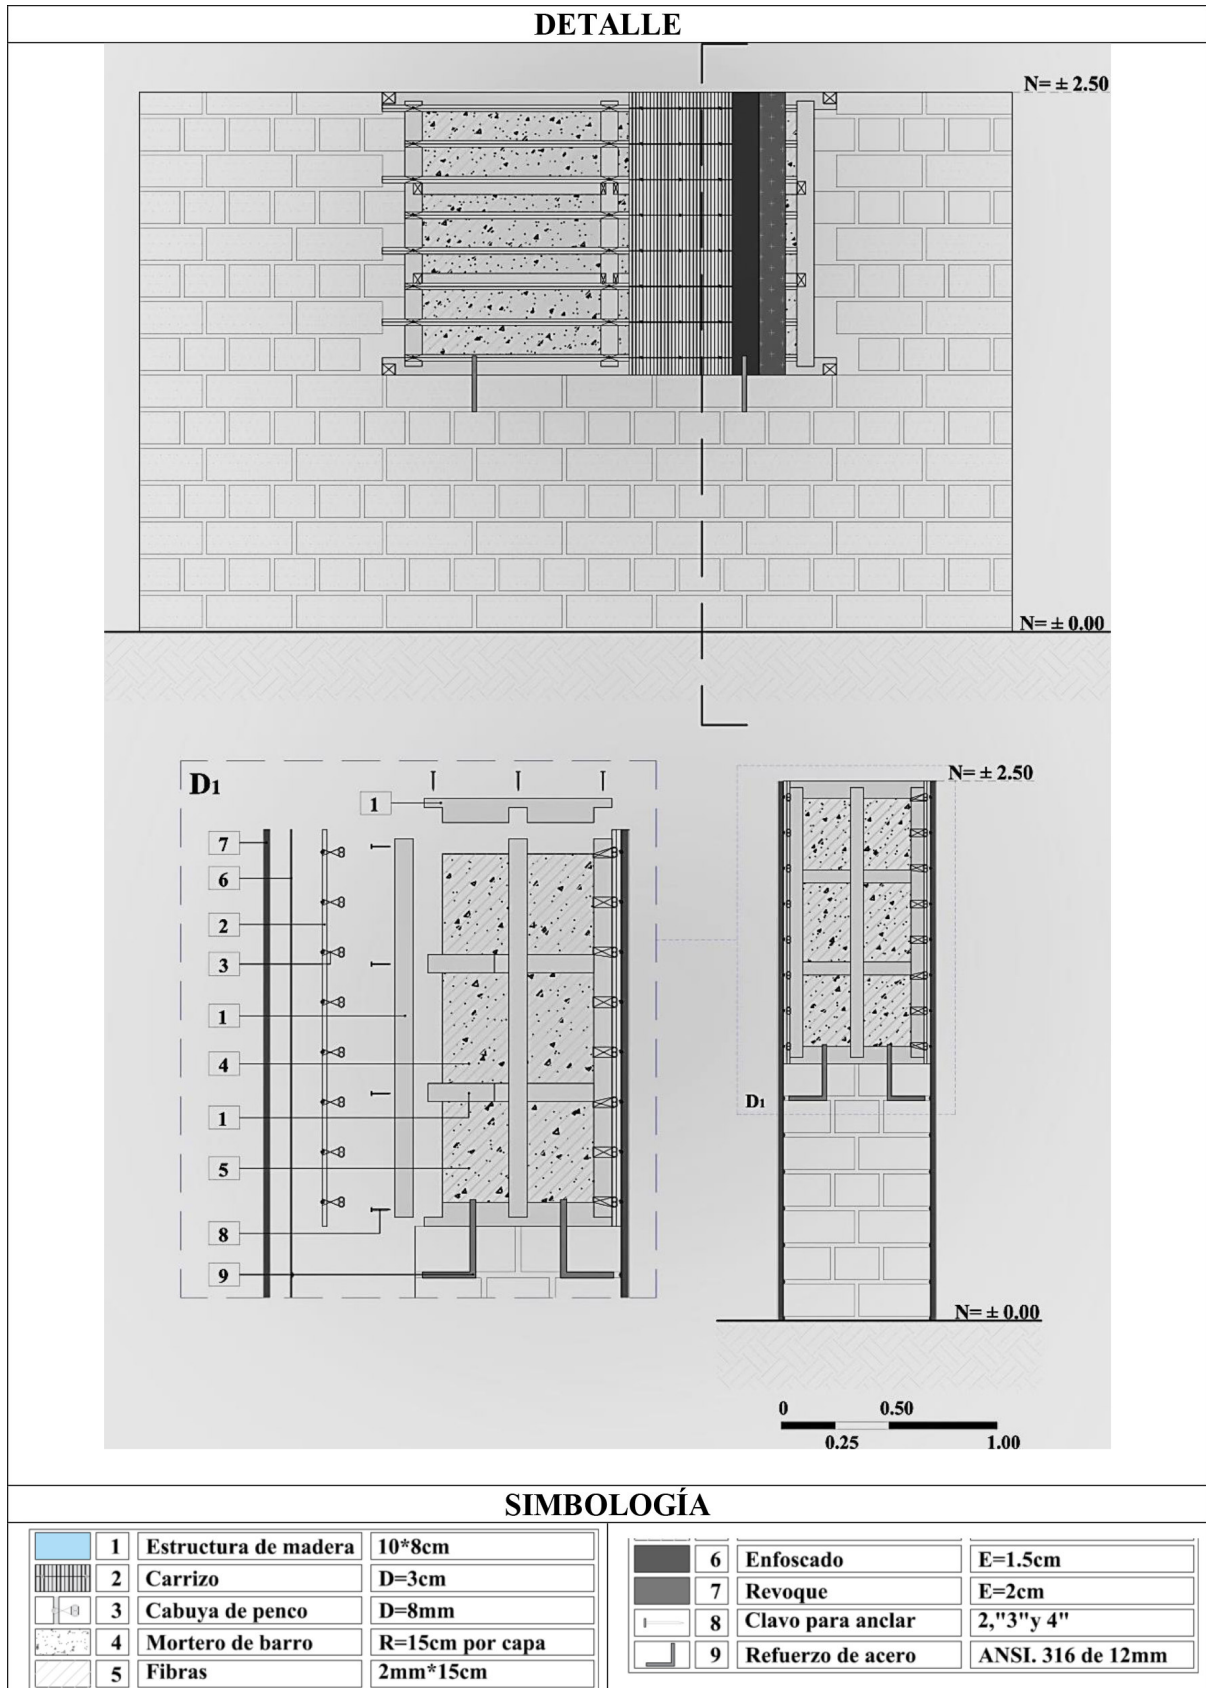 DETALLE
N= ± 2.50
N= ± 0.00
D1
1
7
6
2
3
1
4
1
5
8
9
N= ± 2.50
D1
N= ± 0.00
0 0.50
0.25 1.00
SIMBOLOGÍA
1 Estructura de madera 10*8cm
2 Carrizo D=3cm
3 Cabuya de penco D=8mm
4 Mortero de barro R=15cm por capa
5 Fibras 2mm*15cm
6 Enfoscado E=1.5cm
7 Revoque E=2cm
8 Clavo para anclar 2,"3"y 4"
9 Refuerzo de acero ANSI. 316 de 12mm